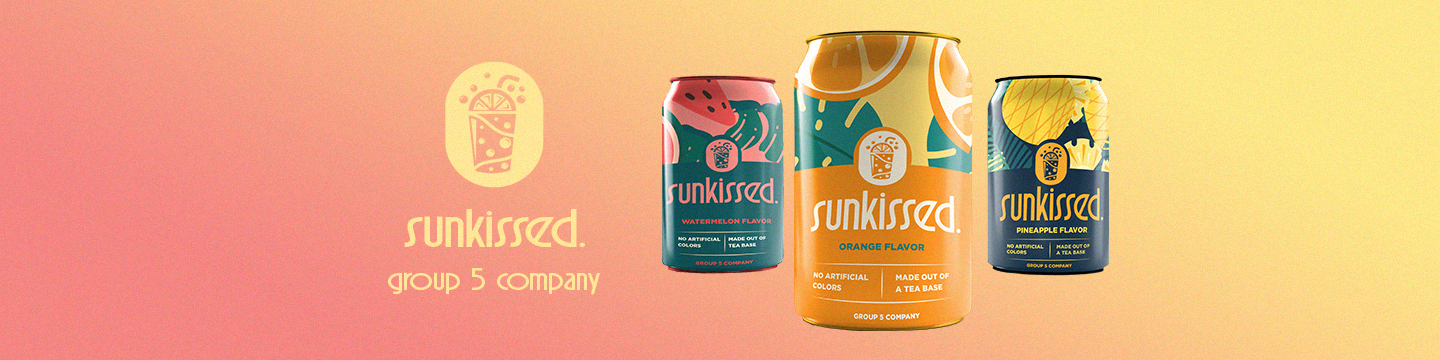 sunkissed.
group 5 company
sunkissed.
WATERMELON FLAVOR
NO ARTIFICIAL
COLORS
MADE OUT OF
TEA BASE
GROUP 5 COMPANY
sunkissed.
ORANGE FLAVOR
NO ARTIFICIAL
COLORS
MADE OUT OF
A TEA BASE
GROUP 5 COMPANY
sunkissed.
PINEAPPLE FLAVOR
NO ARTIFICIAL
COLORS
MADE OUT OF
A TEA BASE
GROUP 5 COMPANY